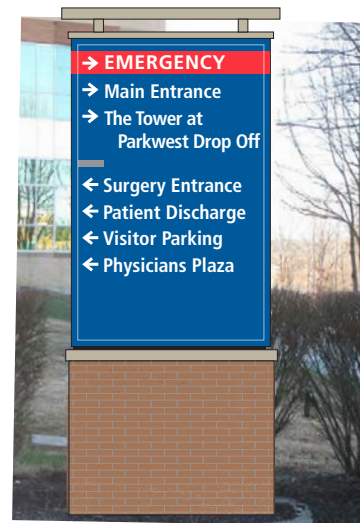 → EMERGENCY
→ Main Entrance
→ The Tower at
Parkwest Drop Off
← Surgery Entrance
← Patient Discharge
← Visitor Parking
← Physicians Plaza